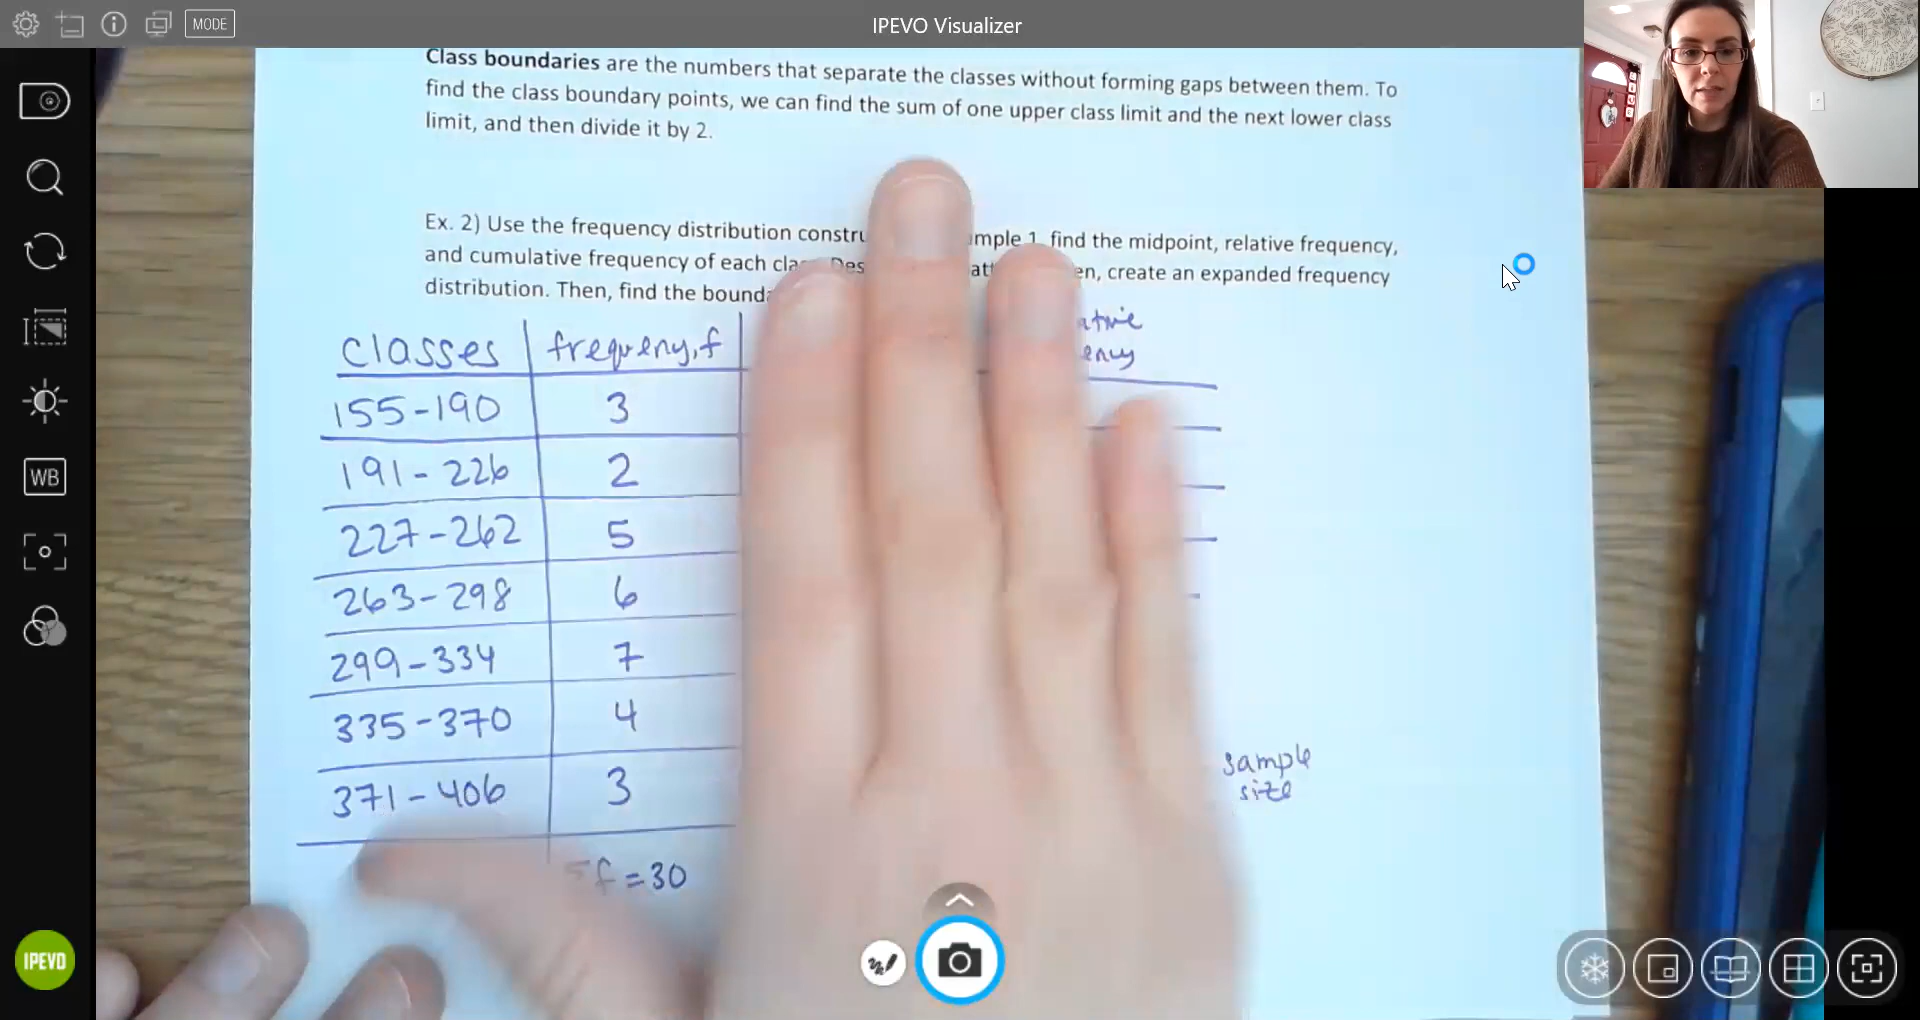 MODE
IPEVO Visualizer
Class boundaries are the numbers that separate the classes without forming gaps between them. To
find the class boundary points, we can find the sum of one upper class limit and the next lower class
limit, and then divide it by 2.
Ex. 2) Use the frequency distribution 1, find the midpoint, relative frequency,
and cumulative frequency of each create an expanded frequency
distribution. Then, find the
classes frequeny, f
155-190 3
191-226 2
227-262 5
263-298 6
299-334 7
335-370 4
371-406 3
f = 30
sample
size
WB
IPEVO